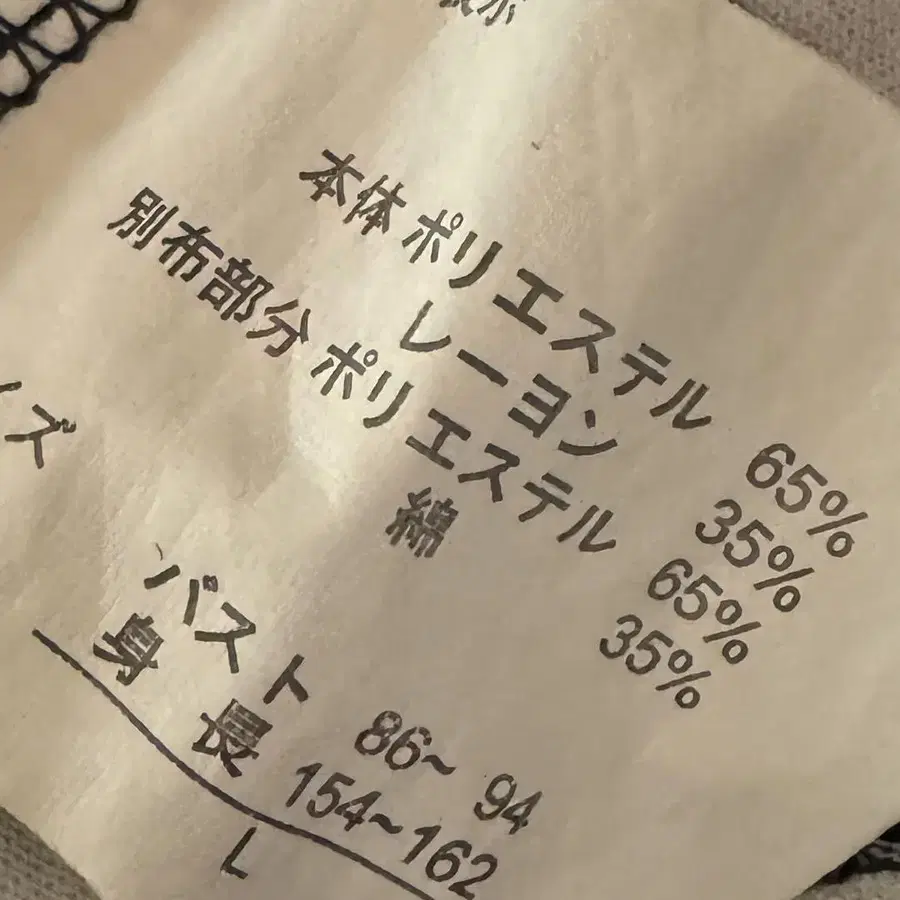 本体 ポリエステル 65%
レーヨン 35%
別布部分 ポリエステル 65%
綿 35%
ズ
バスト 86~ 94
身 長 154~162
L